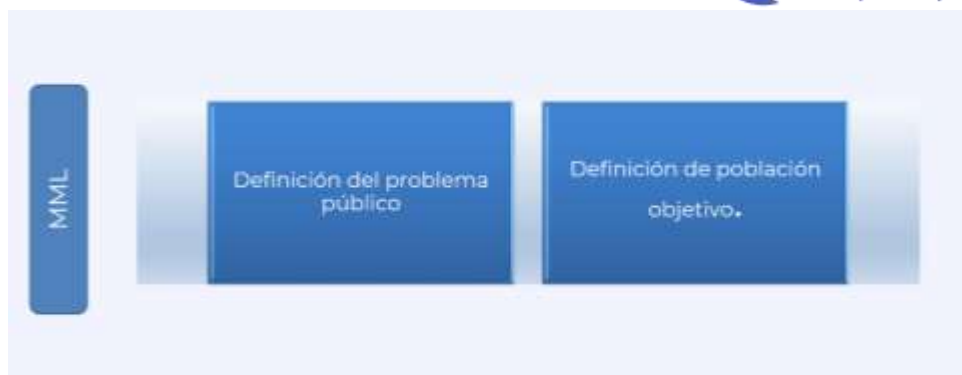 MML
Definición del problema
público
Definición de población
objetivo.